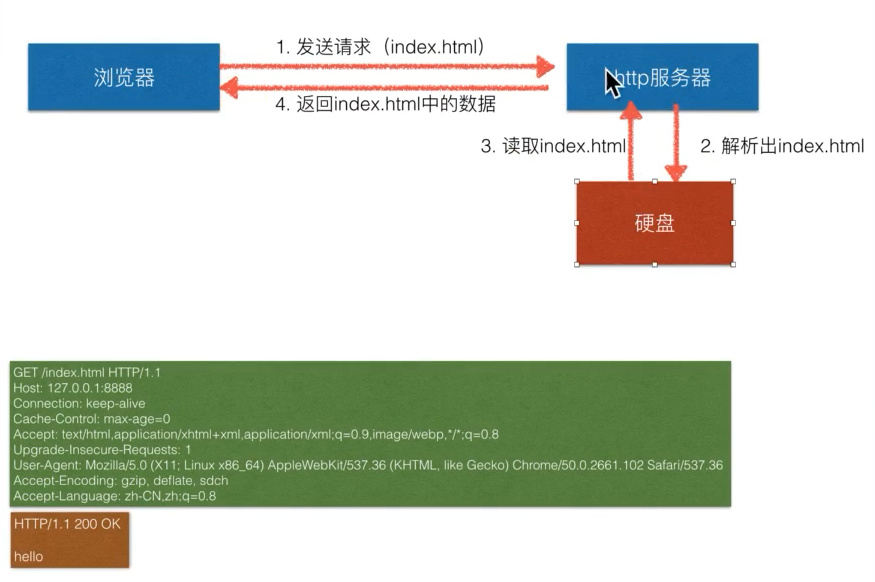 1. 发送请求（index.html）
浏览器
http服务器
4. 返回index.html中的数据
3. 读取index.html
2. 解析出index.html
硬盘
GET /index.html HTTP/1.1
Host: 127.0.0.1:8888
Connection: keep-alive
Cache-Control: max-age=0
Accept: text/html,application/xhtml+xml,application/xml;q=0.9,image/webp,*/*;q=0.8
Upgrade-Insecure-Requests: 1
User-Agent: Mozilla/5.0 (X11; Linux x86_64) AppleWebKit/537.36 (KHTML, like Gecko) Chrome/50.0.2661.102 Safari/537.36
Accept-Encoding: gzip, deflate, sdch
Accept-Language: zh-CN,zh;q=0.8
HTTP/1.1 200 OK
hello